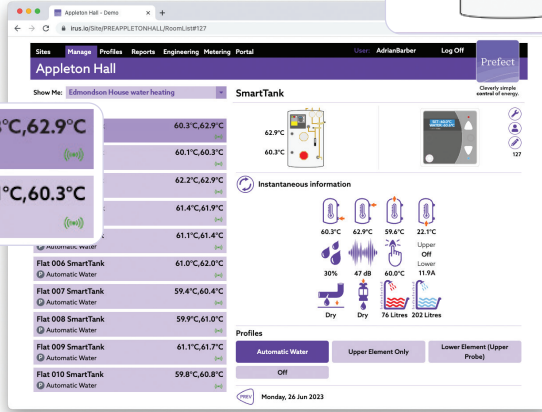 Appleton Hall - Demo
irus.io/Site/PREAPPLETONHALL/RoomList#127
Sites Manage Profiles Reports Engineering Metering Portal User: AdrianBarber Log Off
Appleton Hall
Prefect
Cleverly simple
control of energy.
Show Me: Edmondson House water heating
SmartTank
°C,62.9°C
°C,60.3°C
60.3°C,62.9°C
60.1°C,60.3°C
62.2°C,62.9°C
61.4°C,61.9°C
61.1°C,61.4°C
Automatic Water
Flat 006 SmartTank 61.0°C,62.0°C
P Automatic Water
Flat 007 SmartTank 59.4°C,60.4°C
P Automatic Water
Flat 008 SmartTank 59.9°C,61.0°C
P Automatic Water
Flat 009 SmartTank 61.1°C,61.7°C
P Automatic Water
Flat 010 SmartTank 59.8°C,60.8°C
P Automatic Water
62.9°C
60.3°C
127
Instantaneous information
60.3°C 62.9°C 59.6°C 22.1°C
Upper
Off
Lower
30% 47 dB 60.0°C 11.9A
Dry Dry 76 Litres 202 Litres
Profiles
Automatic Water
Upper Element Only
Lower Element (Upper
Probe)
Off
PREV Monday, 26 Jun 2023